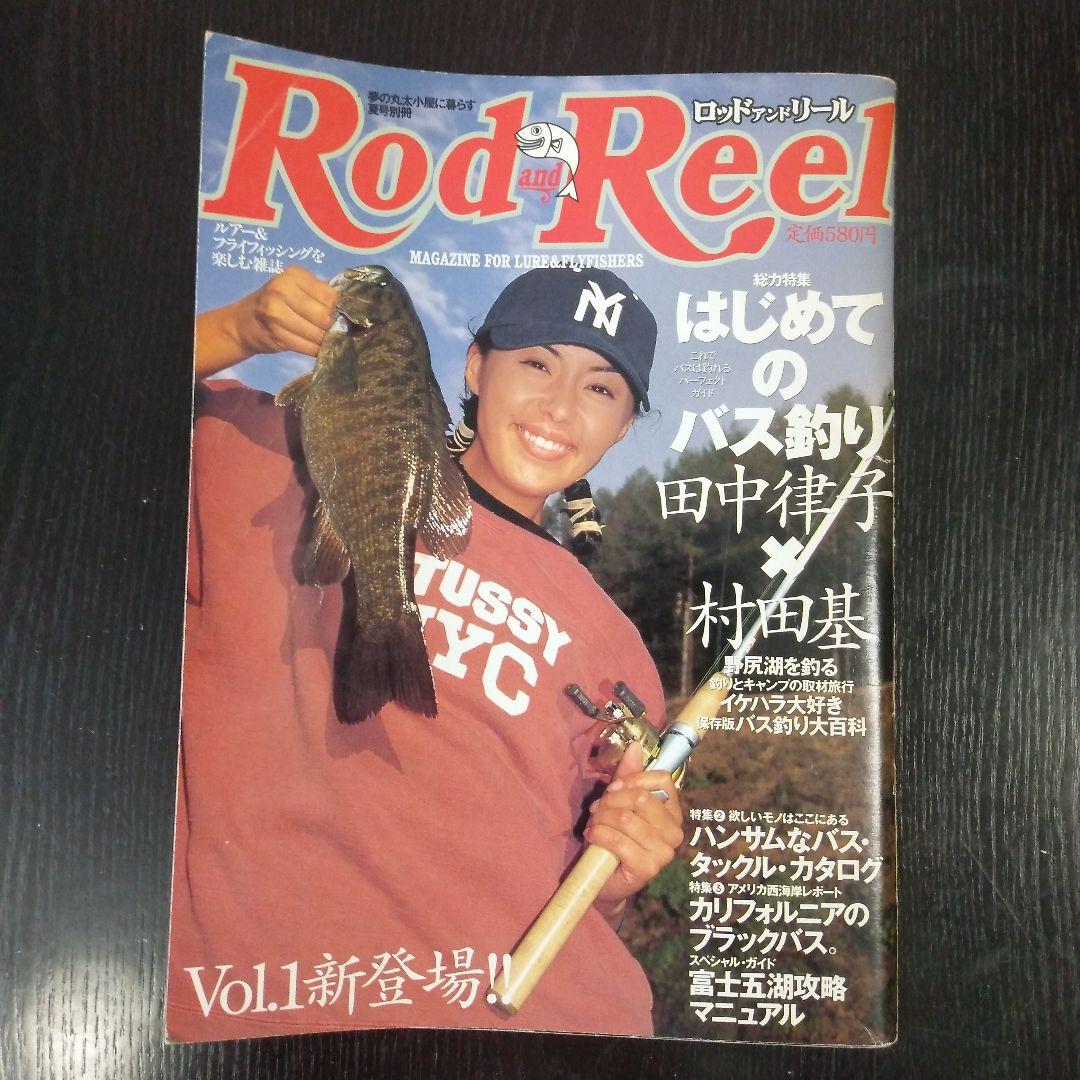 夢の丸太小屋に暮らす
夏号別冊
Rod and Reel
ロッドアンドリール
定価580円
ルアー&
フライフィッシングを
楽しむ雑誌
MAGAZINE FOR LURE&FLYFISHERS
総力特集
はじめて
の
バス釣り
これで
バスは釣れる
パーフェクト
ガイド
田中律子
×
村田基
野尻湖を釣る
釣りとキャンプの取材旅行
イケハラ大好き
保存版バス釣り大百科
NY
STUSSY
NYC
特集❷ 欲しいモノはここにある
ハンサムなバス・
タックル・カタログ
特集❸ アメリカ西海岸レポート
カリフォルニアの
ブラックバス。
スペシャル・ガイド
富士五湖攻略
マニュアル
Vol.1新登場!!